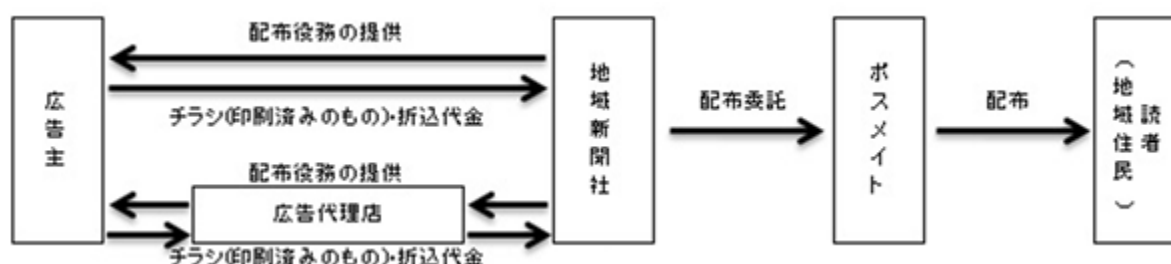 広告主
配布役務の提供
チラシ(印刷済みのもの)・折込代金
配布役務の提供
広告代理店
チラシ(印刷済みのもの)・折込代金
地域新聞社
配布委託
ポスメイト
配布
読者
（地域住民）